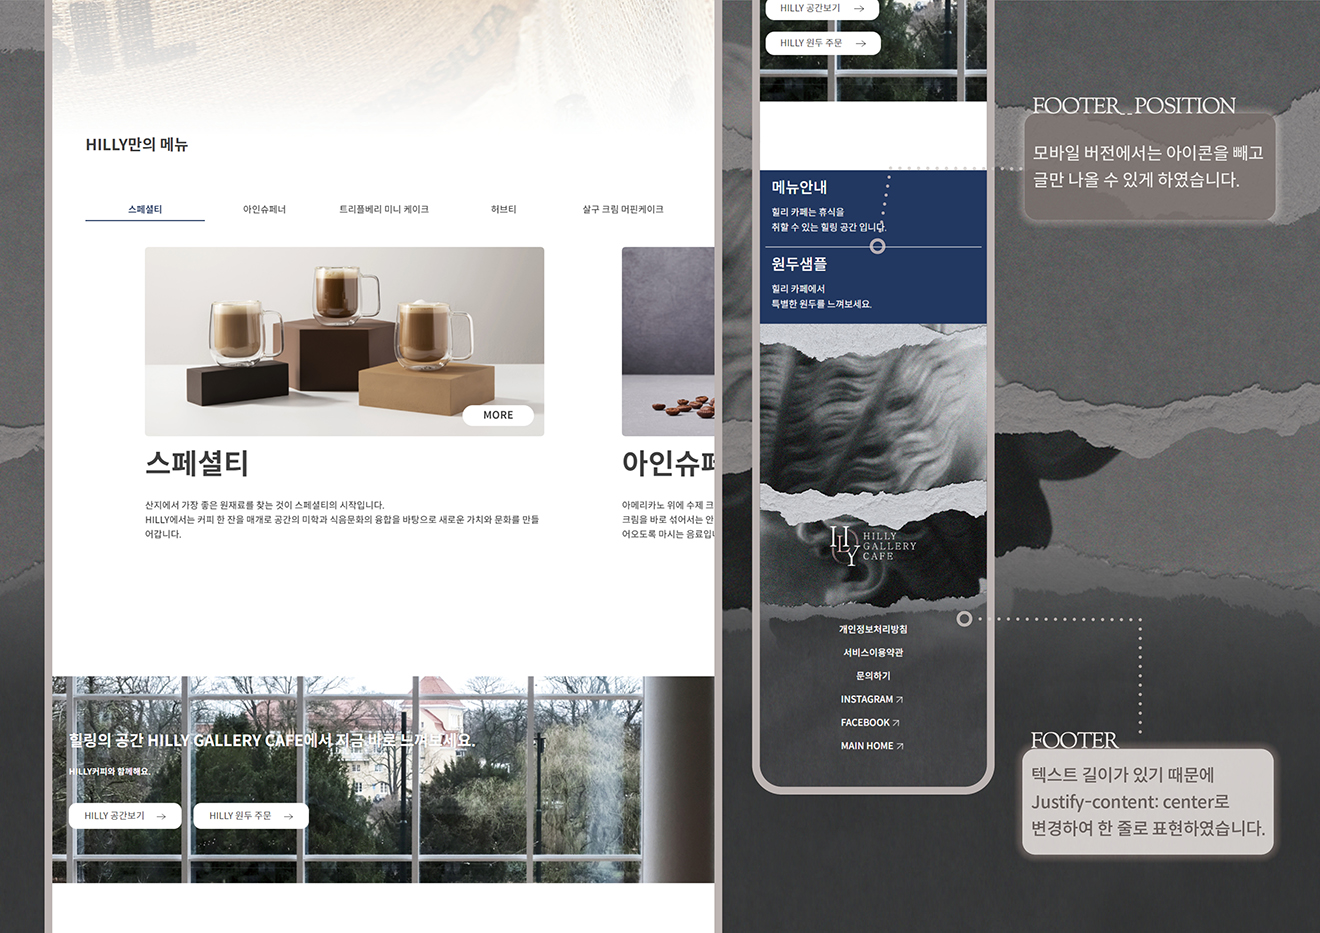 HILLY만의 메뉴
스페셜티
아인슈페너
트리플베리 미니 케이크
허브티
살구 크림 머핀케이크
MORE
스페셜티
산지에서 가장 좋은 원재료를 찾는 것이 스페셜티의 시작입니다.
HILLY에서는 커피 한 잔을 매개로 공간의 미학과 식음문화의 융합을 바탕으로 새로운 가치와 문화를 만들
어갑니다.
아인슈페
아메리카노 위에 수제 크
크림을 바로 섞어서는 안
어오도록 마시는 음료입니
힐링의 공간 HILLY GALLERY CAFE에서 지금 바로 느껴보세요.
HILLY커피와 함께해요.
HILLY 공간보기 →
HILLY 원두 주문 →
HILLY 공간보기 →
HILLY 원두 주문 →
메뉴안내
힐리 카페는 휴식을
취할 수 있는 힐링 공간 입니다.
원두샘플
힐리 카페에서
특별한 원두를 느껴보세요.
HILLY
HILLY
GALLERY
CAFE
개인정보처리방침
서비스이용약관
문의하기
INSTAGRAM
FACEBOOK
MAIN HOME
FOOTER_POSITION
모바일 버전에서는 아이콘을 빼고
글만 나올 수 있게 하였습니다.
FOOTER
텍스트 길이가 있기 때문에
Justify-content: center로
변경하여 한 줄로 표현하였습니다.